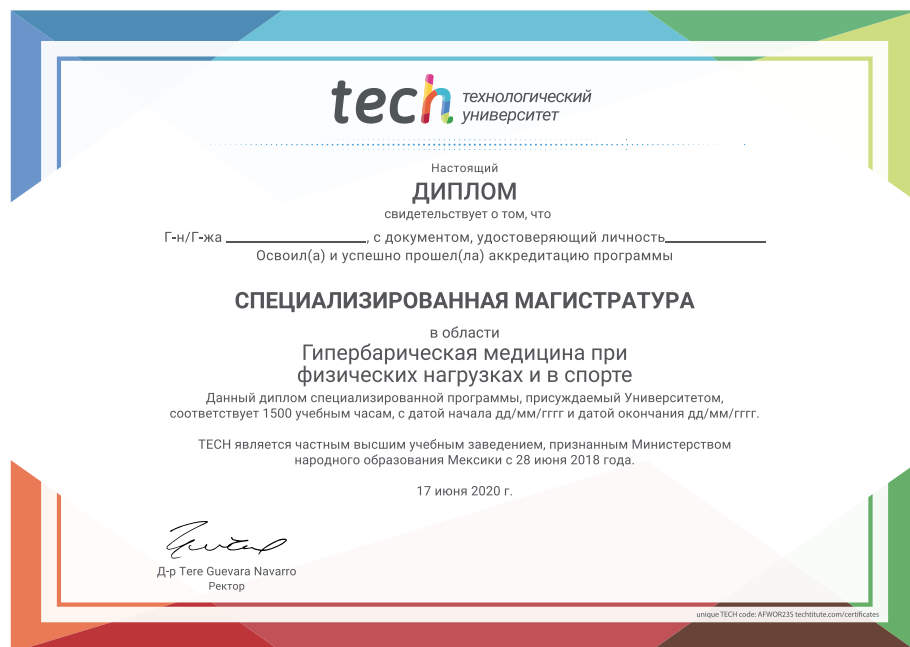 tech технологический
университет
Настоящий
ДИПЛОМ
свидетельствует о том, что
Г-н/Г-жа ____________, с документом, удостоверяющий личность____________
Освоил(а) и успешно прошел(ла) аккредитацию программы
СПЕЦИАЛИЗИРОВАННАЯ МАГИСТРАТУРА
в области
Гипербарическая медицина при
физических нагрузках и в спорте
Данный диплом специализированной программы, присуждаемый Университетом,
соответствует 1500 учебным часам, с датой начала дд/мм/гггг и датой окончания дд/мм/гггг.
TECH является частным высшим учебным заведением, признанным Министерством
народного образования Мексики с 28 июня 2018 года.
17 июня 2020 г.
Д-р Tere Guevara Navarro
Ректор
unique TECH code: AFWOR23S techtitute.com/certificates